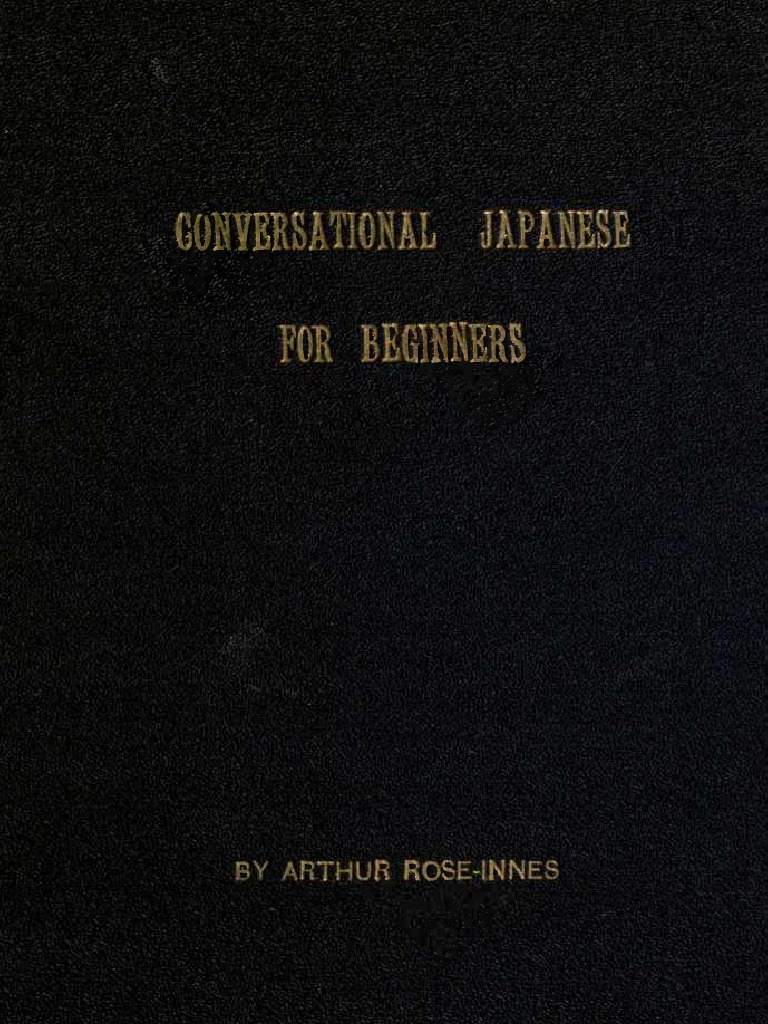 CONVERSATIONAL JAPANESE
FOR BEGINNERS
BY ARTHUR ROSE-INNES